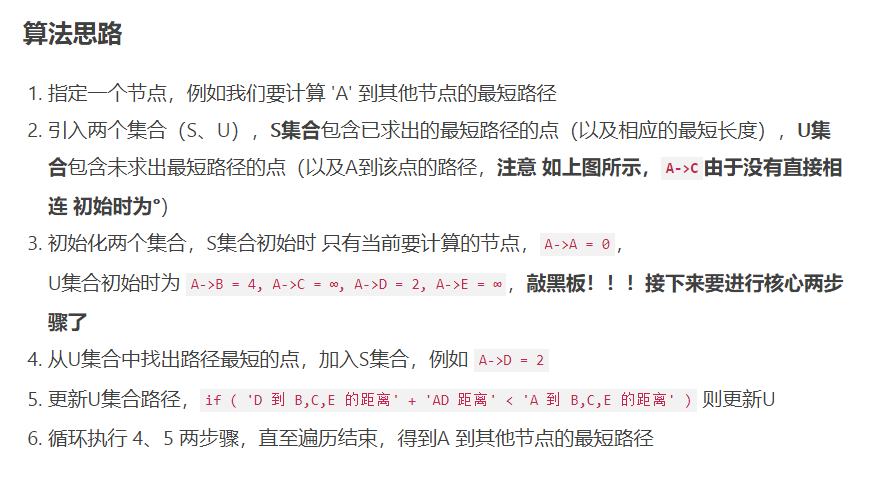 算法思路
1. 指定一个节点，例如我们要计算 'A' 到其他节点的最短路径
2. 引入两个集合（S、U），S集合包含已求出的最短路径的点（以及相应的最短长度），U集
合包含未求出最短路径的点（以及A到该点的路径，注意 如上图所示，A->C由于没有直接相
连 初始时为°）
3. 初始化两个集合，S集合初始时 只有当前要计算的节点，A->A = 0，
U集合初始时为 A->B = 4, A->C = ∞, A->D = 2, A->E = ∞，敲黑板！！！接下来要进行核心两步
骤了
4. 从U集合中找出路径最短的点，加入S集合，例如 A->D = 2
5. 更新U集合路径，if ( 'D 到 B,C,E 的距离' + 'AD 距离' < 'A 到 B,C,E 的距离' ) 则更新U
6. 循环执行 4、5 两步骤，直至遍历结束，得到A 到其他节点的最短路径